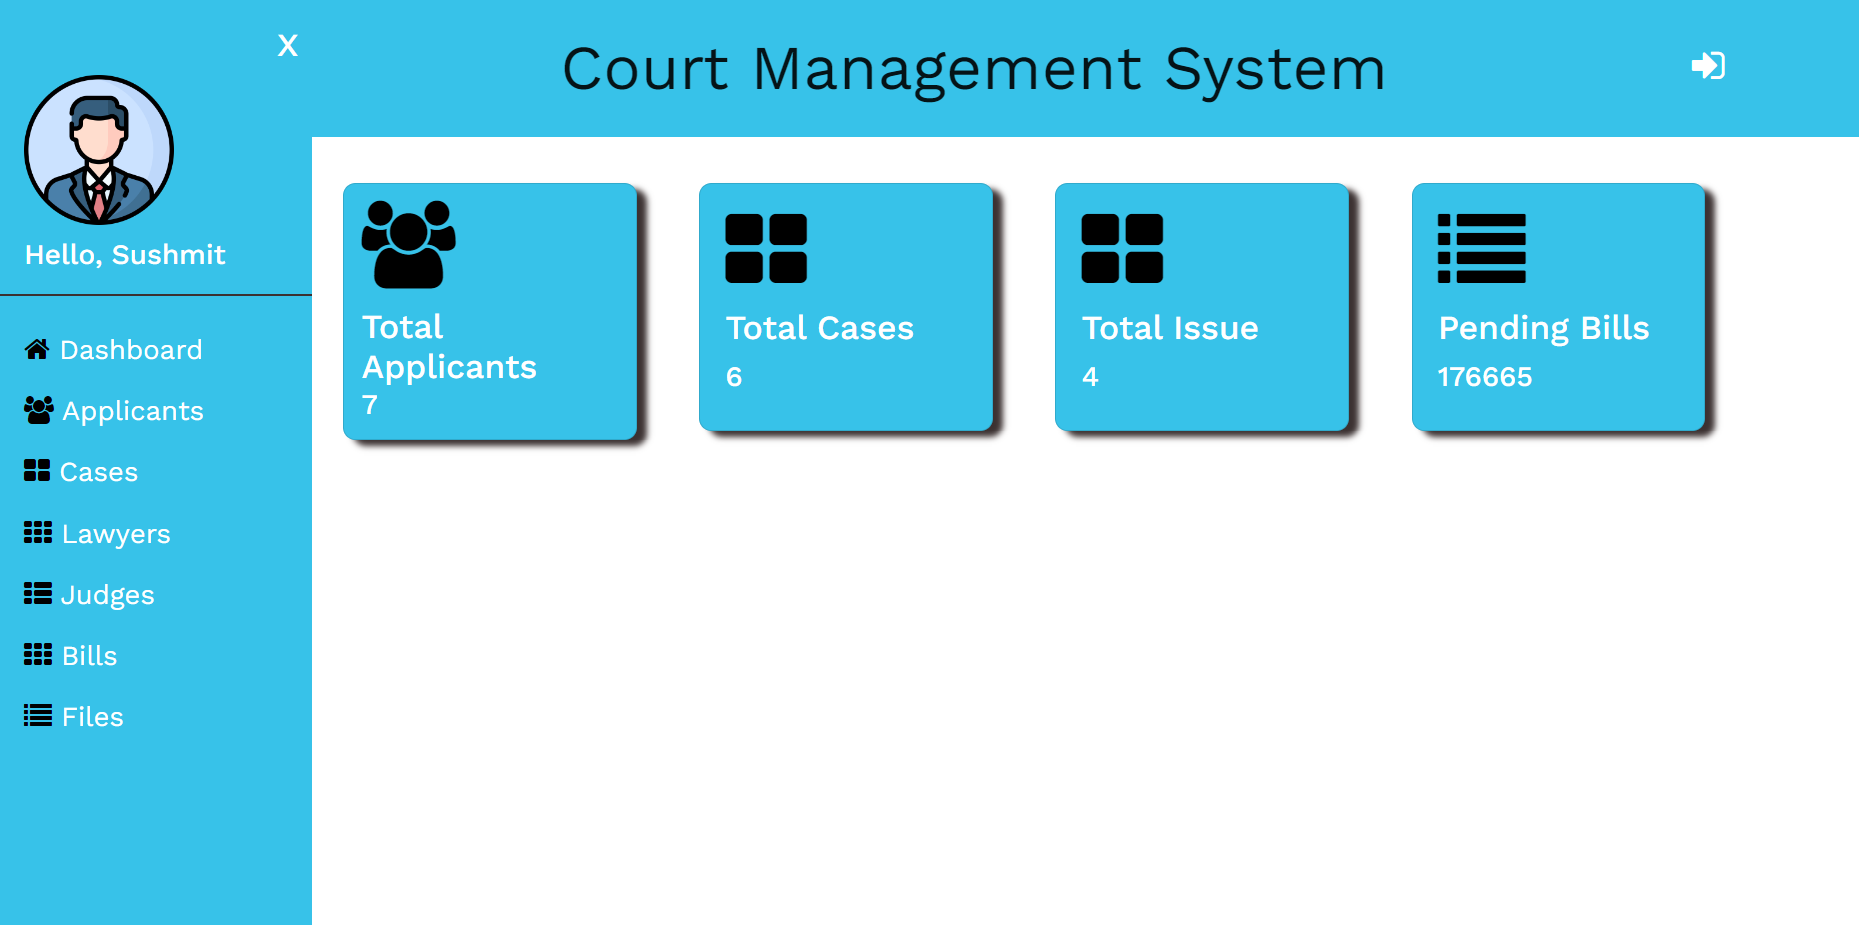 X
Court Management System
Hello, Sushmit
Dashboard
Applicants
Cases
Lawyers
Judges
Bills
Files
Total
Applicants
7
Total Cases
6
Total Issue
4
Pending Bills
176665